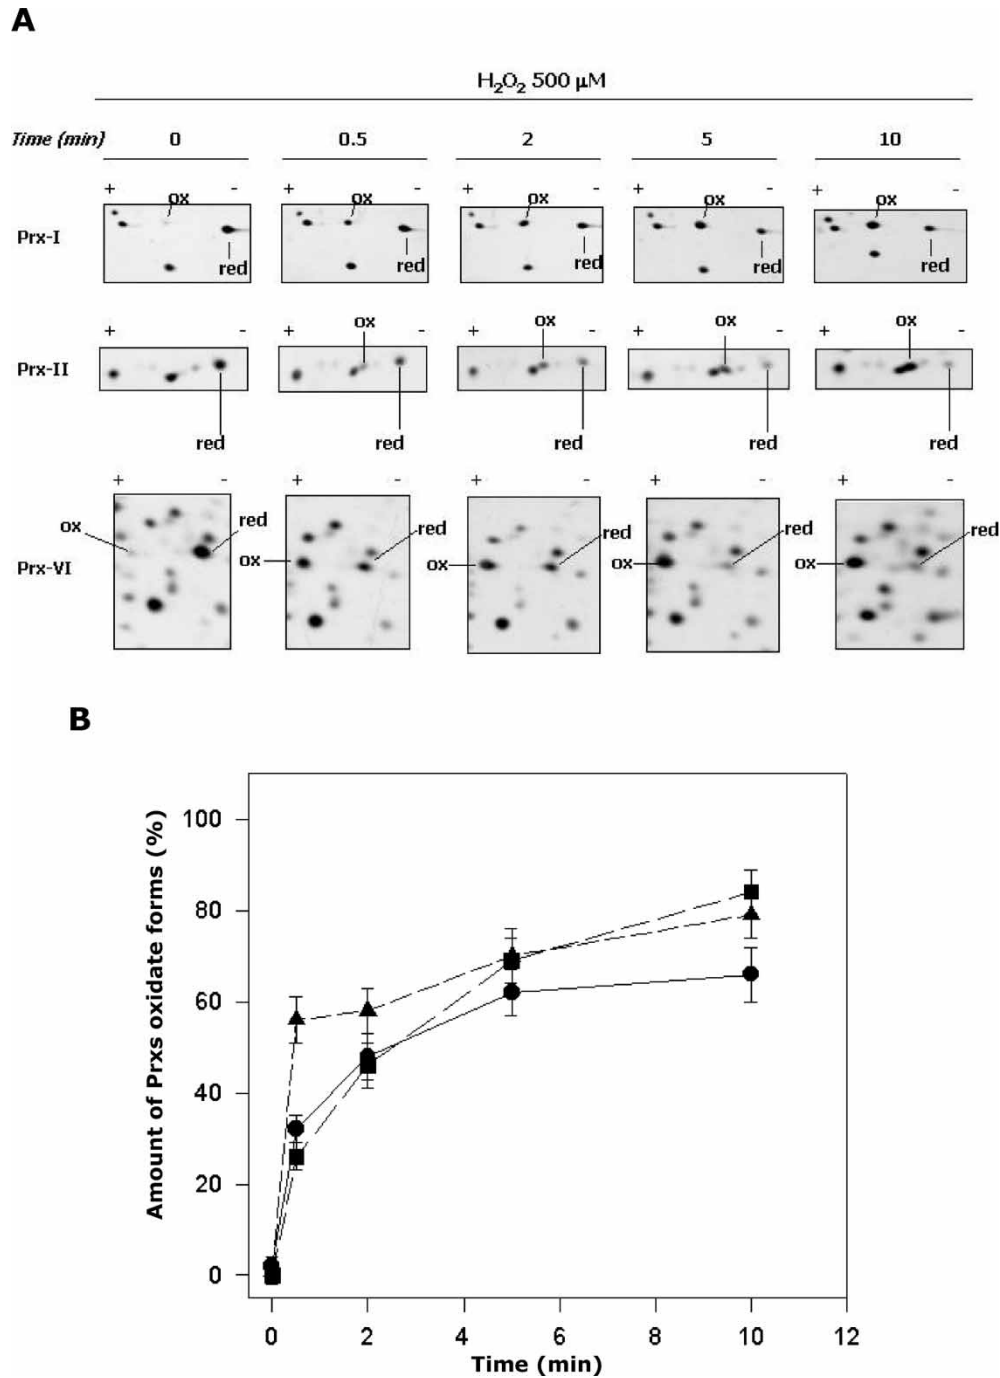 A
H₂O₂ 500 µM
Time (min) 0 0.5 2 5 10
+ - + - + - + - + -
ox ox ox ox ox
Prx-I
red red red red red
ox ox ox ox
+ - + - + - + - + -
Prx-II
red red red red red
+ - + - + - + - + -
ox red red red red red
Prx-VI ox ox ox ox
B
Amount of Prxs oxidate forms (%)
100
80
60
40
20
0
0 2 4 6 8 10 12
Time (min)